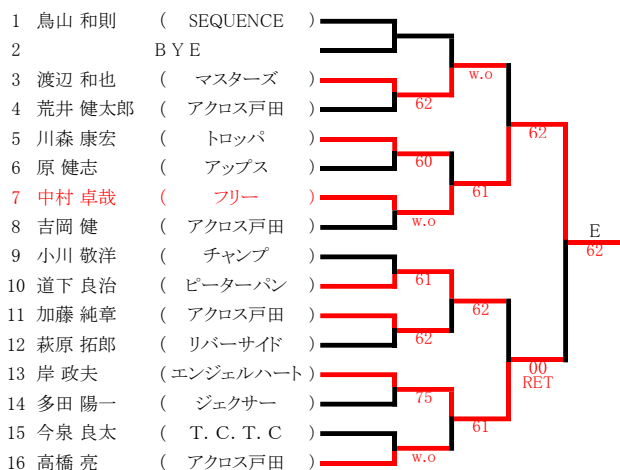 1 鳥山 和則 ( SEQUENCE )
2 B Y E
w.o
3 渡辺 和也 ( マスターズ )
62
4 荒井 健太郎 ( アクロス戸田 )
62
5 川森 康宏 ( トロッパ )
60
6 原 健志 ( アップス )
61
7 中村 卓哉 ( フリー )
w.o
8 吉岡 健 ( アクロス戸田 )
E
62
9 小川 敬洋 ( チャンプ )
61
10 道下 良治 ( ピーターパン )
62
11 加藤 純章 ( アクロス戸田 )
62
12 萩原 拓郎 ( リバーサイド )
00
RET
13 岸 政夫 ( エンジェルハート )
75
14 多田 陽一 ( ジェクサー )
61
15 今泉 良太 ( T. C. T. C )
w.o
16 高橋 亮 ( アクロス戸田 )